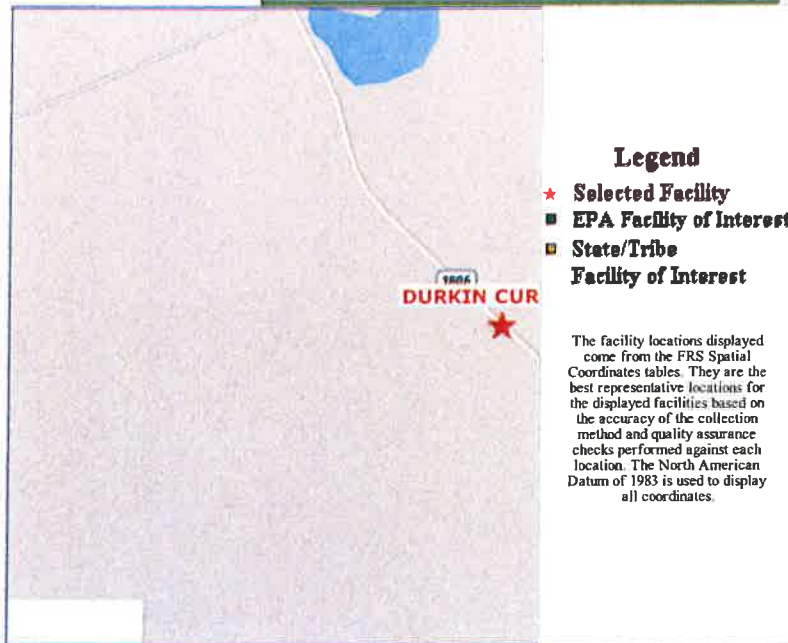 1806
DURKIN CUR
Legend
Selected Facility
EPA Facility of Interest
State/Tribe
Facility of Interest
The facility locations displayed
come from the FRS Spatial
Coordinates tables. They are the
best representative locations for
the displayed facilities based on
the accuracy of the collection
method and quality assurance
checks performed against each
location. The North American
Datum of 1983 is used to display
all coordinates.